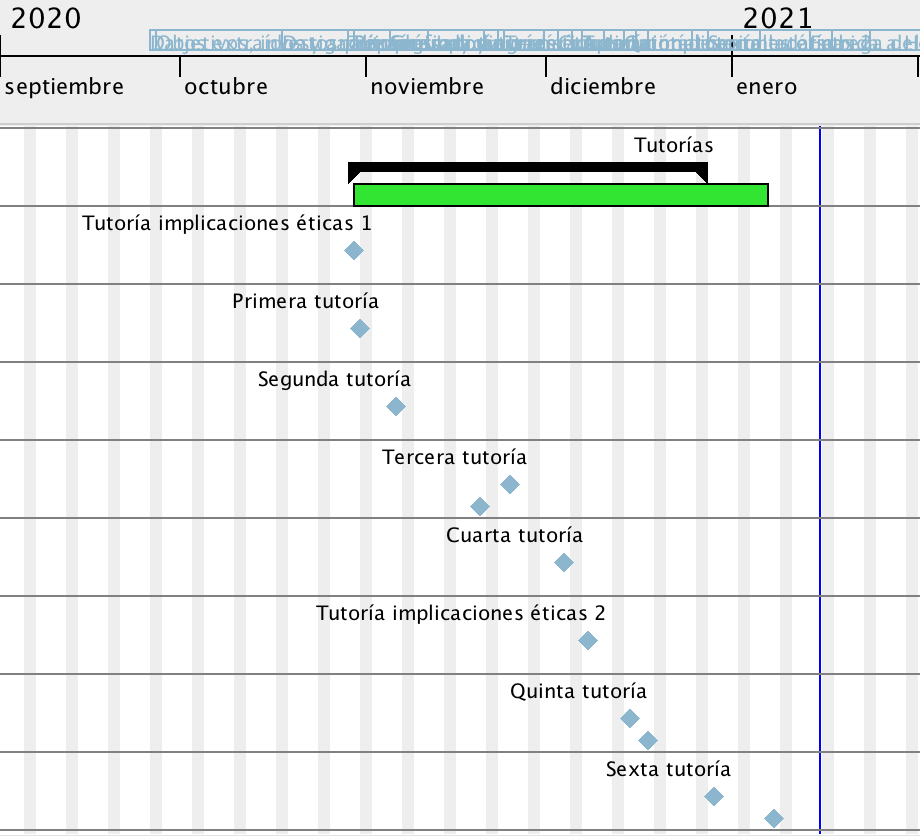 2020
2021
septiembre
octubre
noviembre
diciembre
enero
Tutorías
Tutoría implicaciones éticas 1
Primera tutoría
Segunda tutoría
Tercera tutoría
Cuarta tutoría
Tutoría implicaciones éticas 2
Quinta tutoría
Sexta tutoría